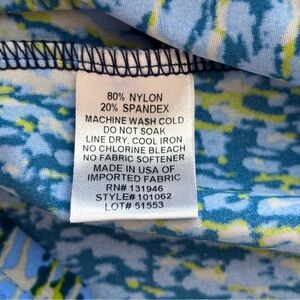 80% NYLON
20% SPANDEX
MACHINE WASH COLD
DO NOT SOAK
LINE DRY. COOL IRON
NO CHLORINE BLEACH
NO FABRIC SOFTENER
MADE IN USA OF
IMPORTED FABRIC
RN# 131946
STYLE# 101062
LOT# 51553